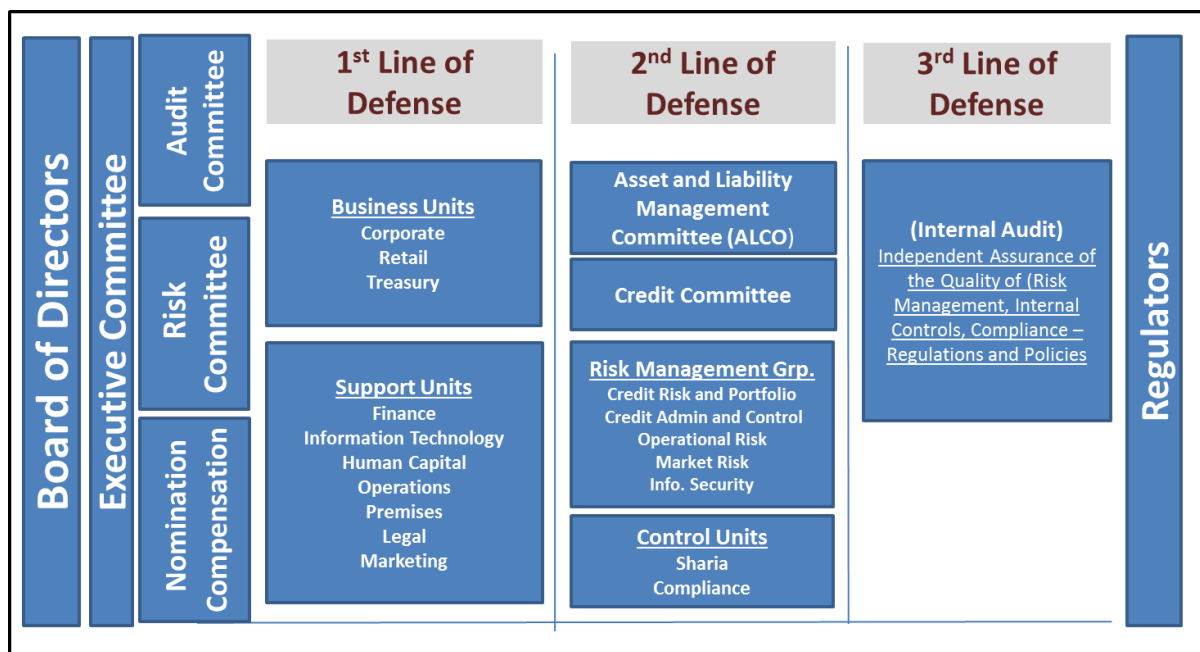 Board of Directors
Executive Committee
Audit
Committee
Risk
Committee
Nomination
Compensation
1st Line of
Defense
Business Units
Corporate
Retail
Treasury
Support Units
Finance
Information Technology
Human Capital
Operations
Premises
Legal
Marketing
2nd Line of
Defense
Asset and Liability
Management
Committee (ALCO)
Credit Committee
Risk Management Grp.
Credit Risk and Portfolio
Credit Admin and Control
Operational Risk
Market Risk
Info. Security
Control Units
Sharia
Compliance
3rd Line of
Defense
(Internal Audit)
Independent Assurance of
the Quality of (Risk
Management, Internal
Controls, Compliance –
Regulations and Policies
Regulators